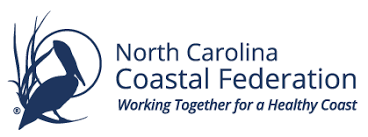 North Carolina
Coastal Federation
Working Together for a Healthy Coast
®